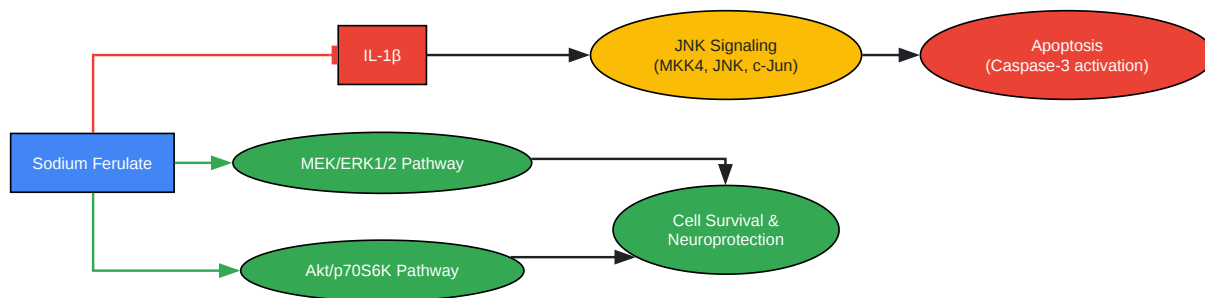 IL-1β
JNK Signaling
(MKK4, JNK, c-Jun)
Apoptosis
(Caspase-3 activation)
Sodium Ferulate
MEK/ERK1/2 Pathway
Cell Survival &
Neuroprotection
Akt/p70S6K Pathway